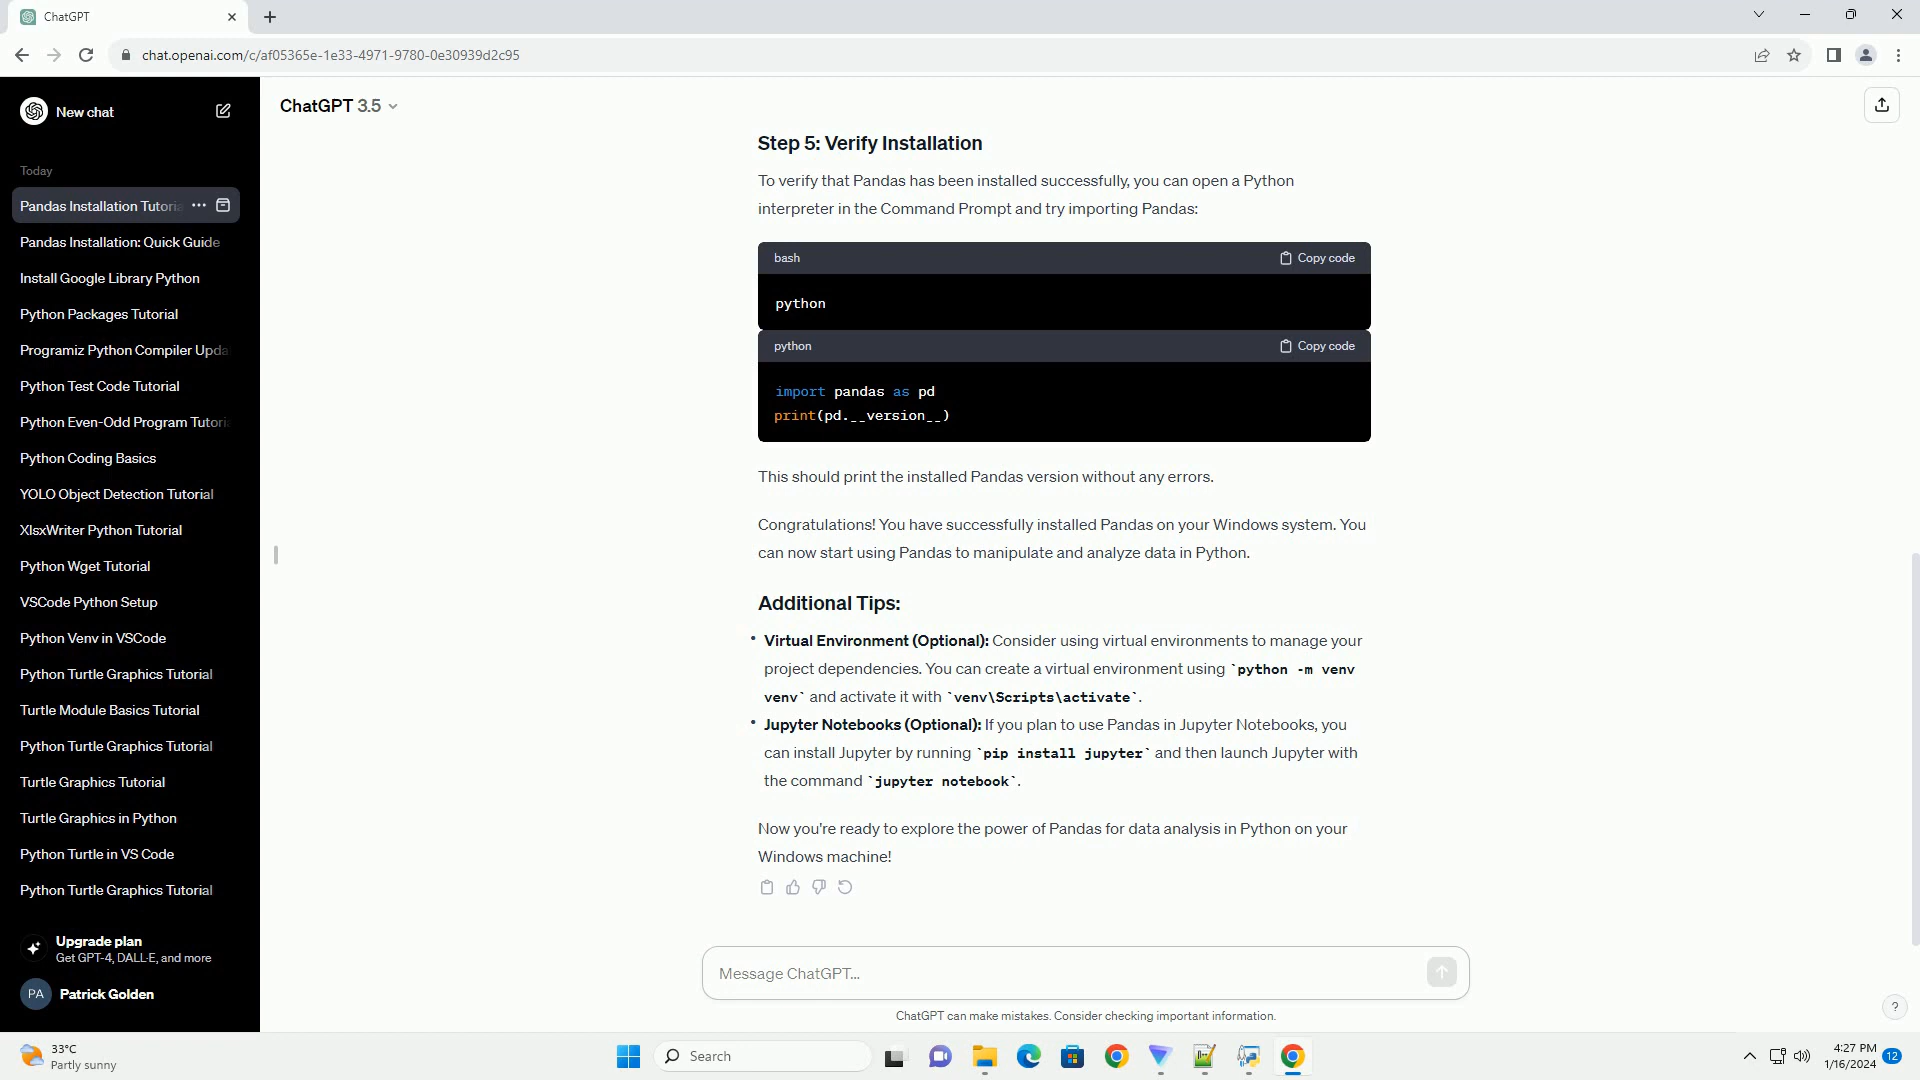 ChatGPT
chat.openai.com/c/af05365e-1e33-4971-9780-0e30939d2c95
New chat
Today
Pandas Installation Tutoria
Pandas Installation: Quick Guide
Install Google Library Python
Python Packages Tutorial
Programiz Python Compiler Upda
Python Test Code Tutorial
Python Even-Odd Program Tutori
Python Coding Basics
YOLO Object Detection Tutorial
XlsxWriter Python Tutorial
Python Wget Tutorial
VSCode Python Setup
Python Venv in VSCode
Python Turtle Graphics Tutorial
Turtle Module Basics Tutorial
Python Turtle Graphics Tutorial
Turtle Graphics Tutorial
Turtle Graphics in Python
Python Turtle in VS Code
Python Turtle Graphics Tutorial
Upgrade plan
Get GPT-4, DALL·E, and more
PA Patrick Golden
ChatGPT 3.5
Step 5: Verify Installation
To verify that Pandas has been installed successfully, you can open a Python
interpreter in the Command Prompt and try importing Pandas:
bash Copy code
python
python Copy code
import pandas as pd
print(pd.__version__)
This should print the installed Pandas version without any errors.
Congratulations! You have successfully installed Pandas on your Windows system. You
can now start using Pandas to manipulate and analyze data in Python.
Additional Tips:
• Virtual Environment (Optional): Consider using virtual environments to manage your
project dependencies. You can create a virtual environment using `python -m venv
venv` and activate it with `venv\Scripts\activate`.
• Jupyter Notebooks (Optional): If you plan to use Pandas in Jupyter Notebooks, you
can install Jupyter by running `pip install jupyter` and then launch Jupyter with
the command `jupyter notebook`.
Now you're ready to explore the power of Pandas for data analysis in Python on your
Windows machine!
Message ChatGPT...
ChatGPT can make mistakes. Consider checking important information.
?
33°C
Partly sunny
Search
4:27 PM
1/16/2024
12